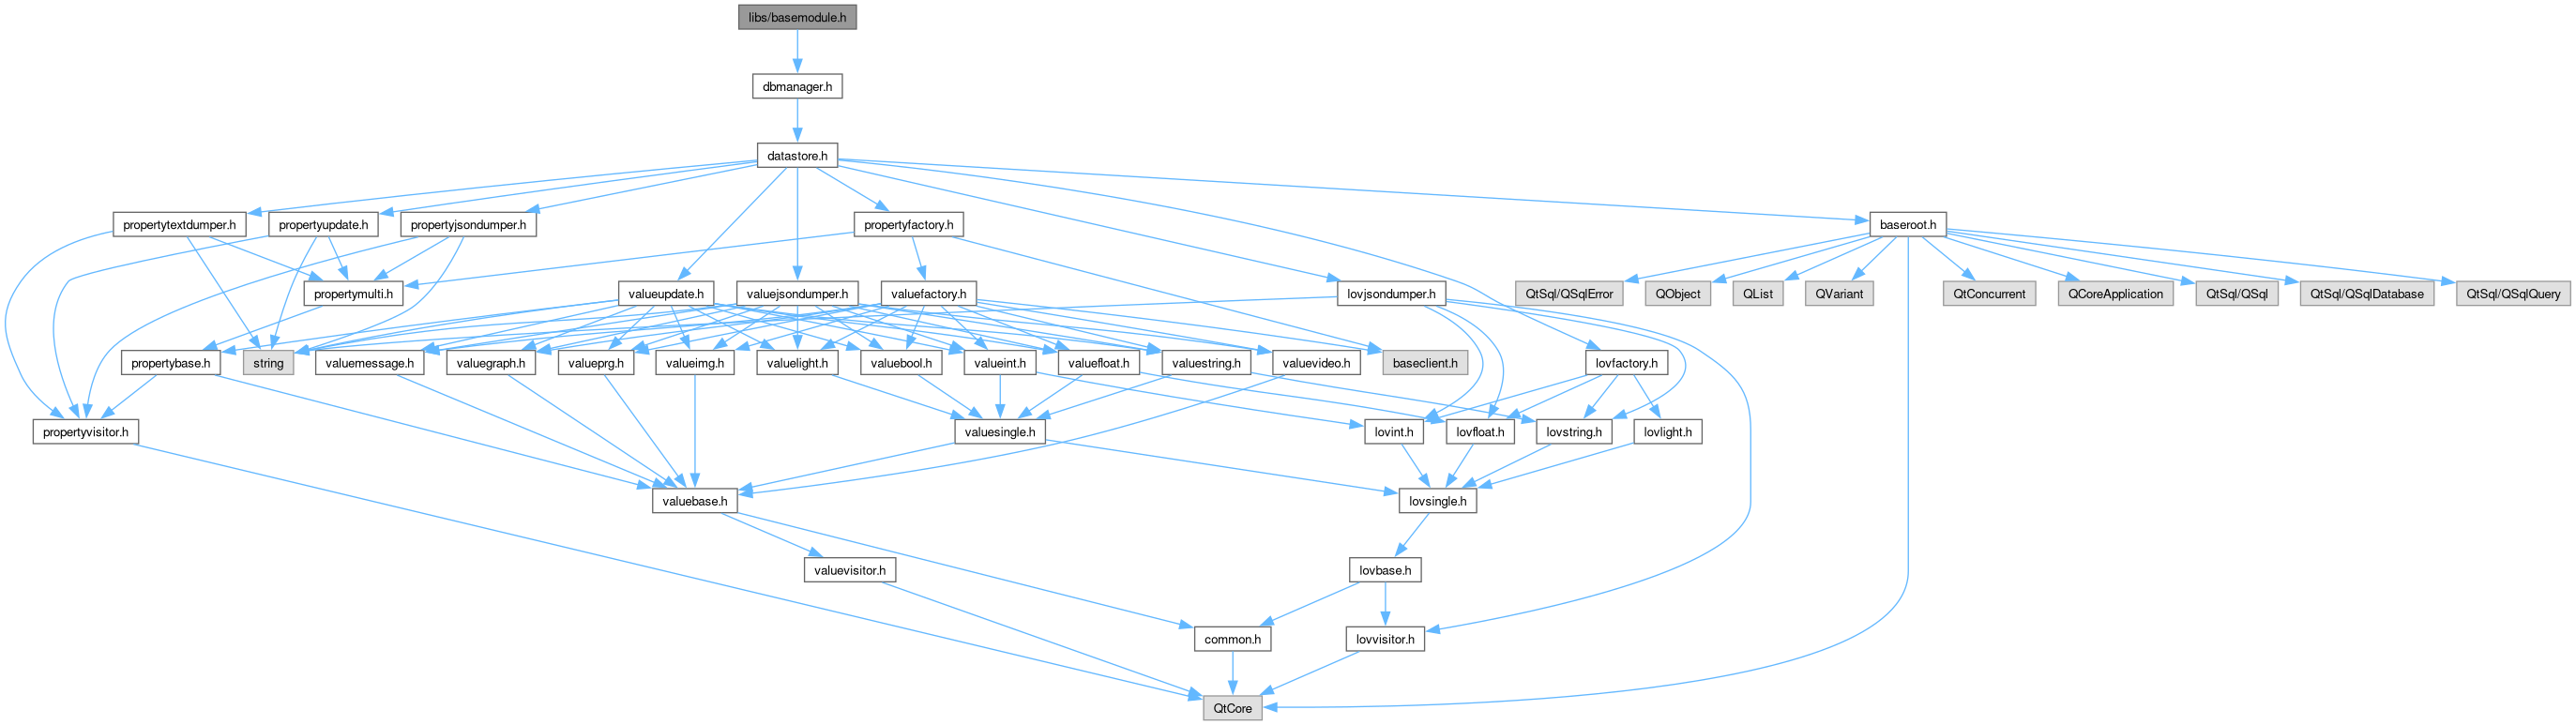 libs/basemodule.h
dbmanager.h
datastore.h
propertytextdumper.h
propertyupdate.h
propertyjsondumper.h
propertyfactory.h
baseroot.h
propertymulti.h
valueupdate.h
valuejsondumper.h
valuefactory.h
lovjsondumper.h
QtSql/QSqlError
QObject
QList
QVariant
QtConcurrent
QCoreApplication
QtSql/QSql
QtSql/QSqlDatabase
QtSql/QSqlQuery
propertybase.h
string
valuemessage.h
valuegraph.h
valueprg.h
valueimg.h
valuelight.h
valuebool.h
valueint.h
valuefloat.h
valuestring.h
valuevideo.h
baseclient.h
lovfactory.h
propertyvisitor.h
valuesingle.h
lovint.h
lovfloat.h
lovstring.h
lovlight.h
valuebase.h
lovsingle.h
valuevisitor.h
lovbase.h
common.h
lovvisitor.h
QtCore